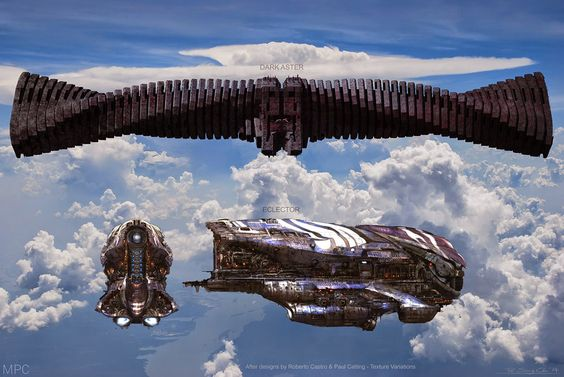 DARK ASTER
ECLECTOR
After designs by Roberto Castro & Paul Catling - Texture Variations
MPC